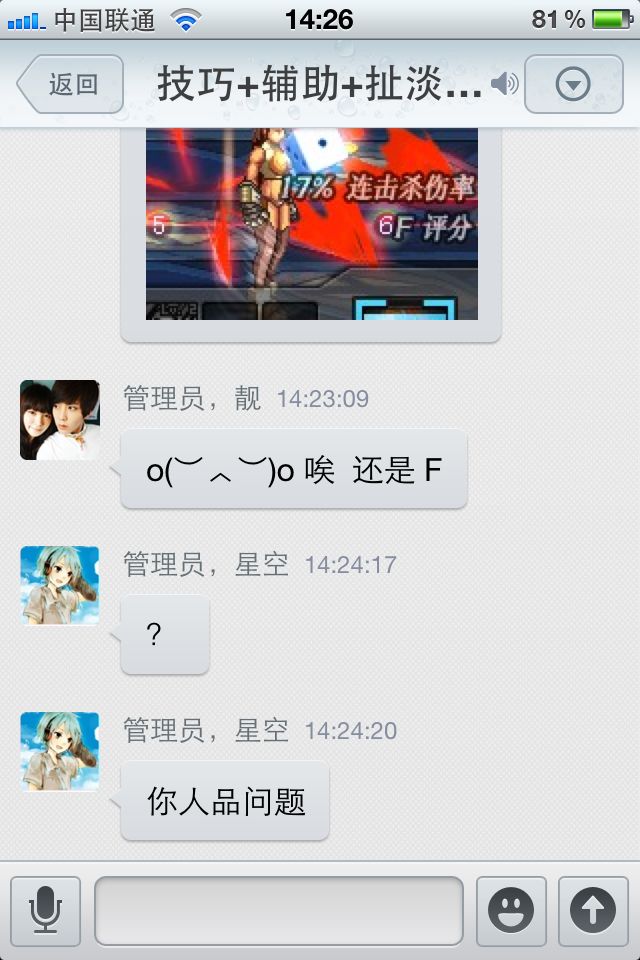 中国联通 14:26 81%
返回 技巧+辅助+扯淡...
17% 连击杀伤率
5 6F 评分
管理员，靓 14:23:09
o(︶︿︶)o 唉 还是 F
管理员，星空 14:24:17
？
管理员，星空 14:24:20
你人品问题